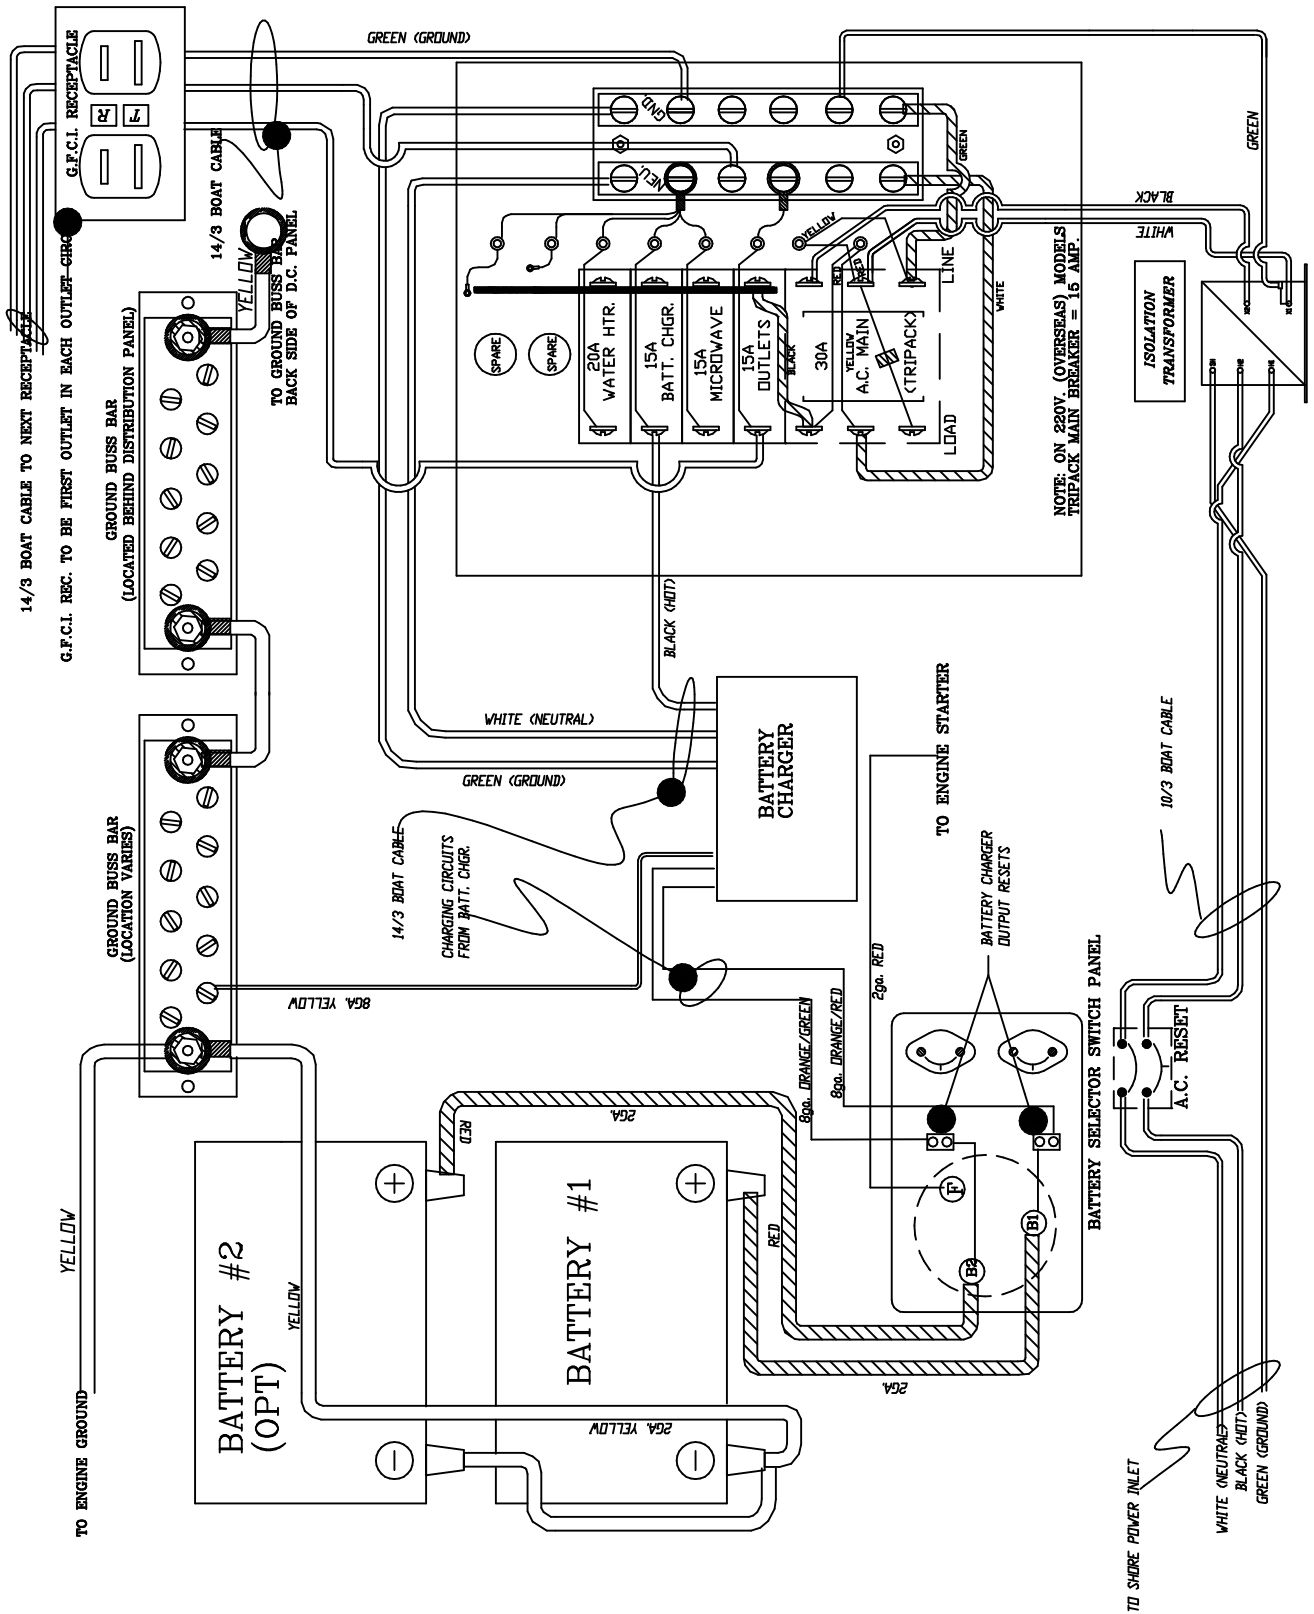 GREEN (GROUND)
G.F.C.I. RECEPTACLE
T
R
14/3 BOAT CABLE
YELLOW
TO GROUND BUSS BAR
BACK SIDE OF D.C. PANEL
14/3 BOAT CABLE TO NEXT RECEPTACLE
G.F.C.I. REC. TO BE FIRST OUTLET IN EACH OUTLET CIRC
GROUND BUSS BAR
(LOCATED BEHIND DISTRIBUTION PANEL)
GROUND BUSS BAR
(LOCATION VARIES)
GND.
NEU.
GREEN
YELLOW
RED
RED
SPARE
SPARE
20A
WATER HTR.
15A
BATT. CHGR.
15A
MICROWAVE
15A
OUTLETS
BLACK
30A
YELLOW
A.C. MAIN
(TRIPACK)
LINE
LOAD
WHITE
NOTE: ON 220V. (OVERSEAS) MODELS
TRIPACK MAIN BREAKER = 15 AMP.
GREEN
BLACK
WHITE
ISOLATION
TRANSFORMER
X1
H2
H1
BLACK (HOT)
WHITE (NEUTRAL)
GREEN (GROUND)
BATTERY
CHARGER
14/3 BOAT CABLE
CHARGING CIRCUITS
FROM BATT. CHGR.
8GA. YELLOW
TO ENGINE STARTER
2ga. RED
8ga. ORANGE/GREEN
8ga. ORANGE/RED
BATTERY CHARGER
OUTPUT RESETS
10/3 BOAT CABLE
BATTERY SELECTOR SWITCH PANEL
A.C. RESET
F
B1
B2
RED
2GA.
RED
2GA.
YELLOW
YELLOW
2GA. YELLOW
BATTERY #2
(OPT)
BATTERY #1
TO ENGINE GROUND
TO SHORE POWER INLET
WHITE (NEUTRAL)
BLACK (HOT)
GREEN (GROUND)